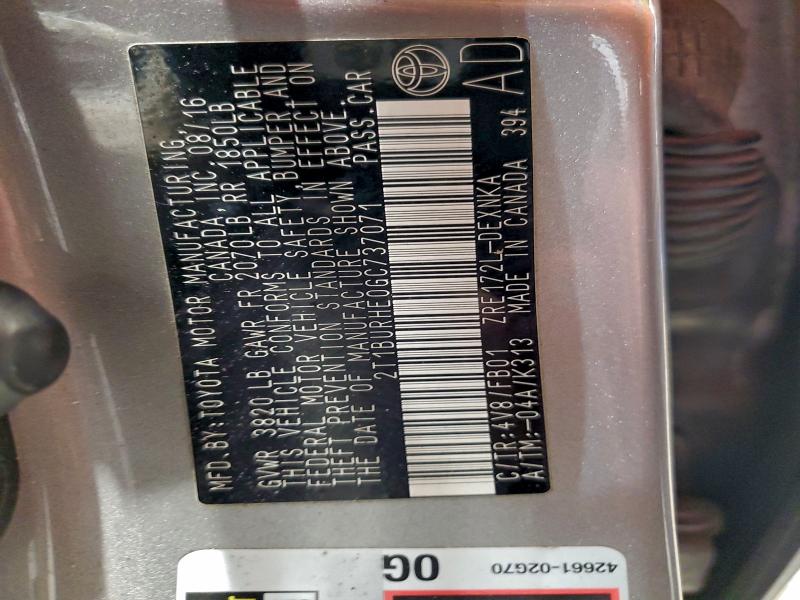 MFD.BY:TOYOTA MOTOR MANUFACTURING,
CANADA, INC. 08/16
GVWR 3820 LB GAWR FR 2070LB RR 1850LB
THIS VEHICLE CONFORMS TO ALL APPLICABLE
FEDERAL MOTOR VEHICLE SAFETY, BUMPER AND
THEFT PREVENTION STANDARDS IN EFFECT ON
THE DATE OF MANUFACTURE SHOWN ABOVE.
2T1BURHE0GC737071 PASS.CAR
C/TR:4V8/FB01 ZRE172L-DEXNKA
A/TM:-04A/K313 MADE IN CANADA 394
AD
0G
42661-02G70